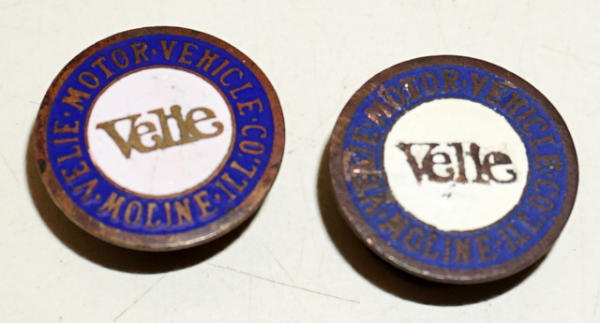 VELIE · MOTOR · VEHICLE · CO. · MOLINE · ILL.
Velie
VELIE · MOTOR · VEHICLE · CO. · MOLINE · ILL.
Velie